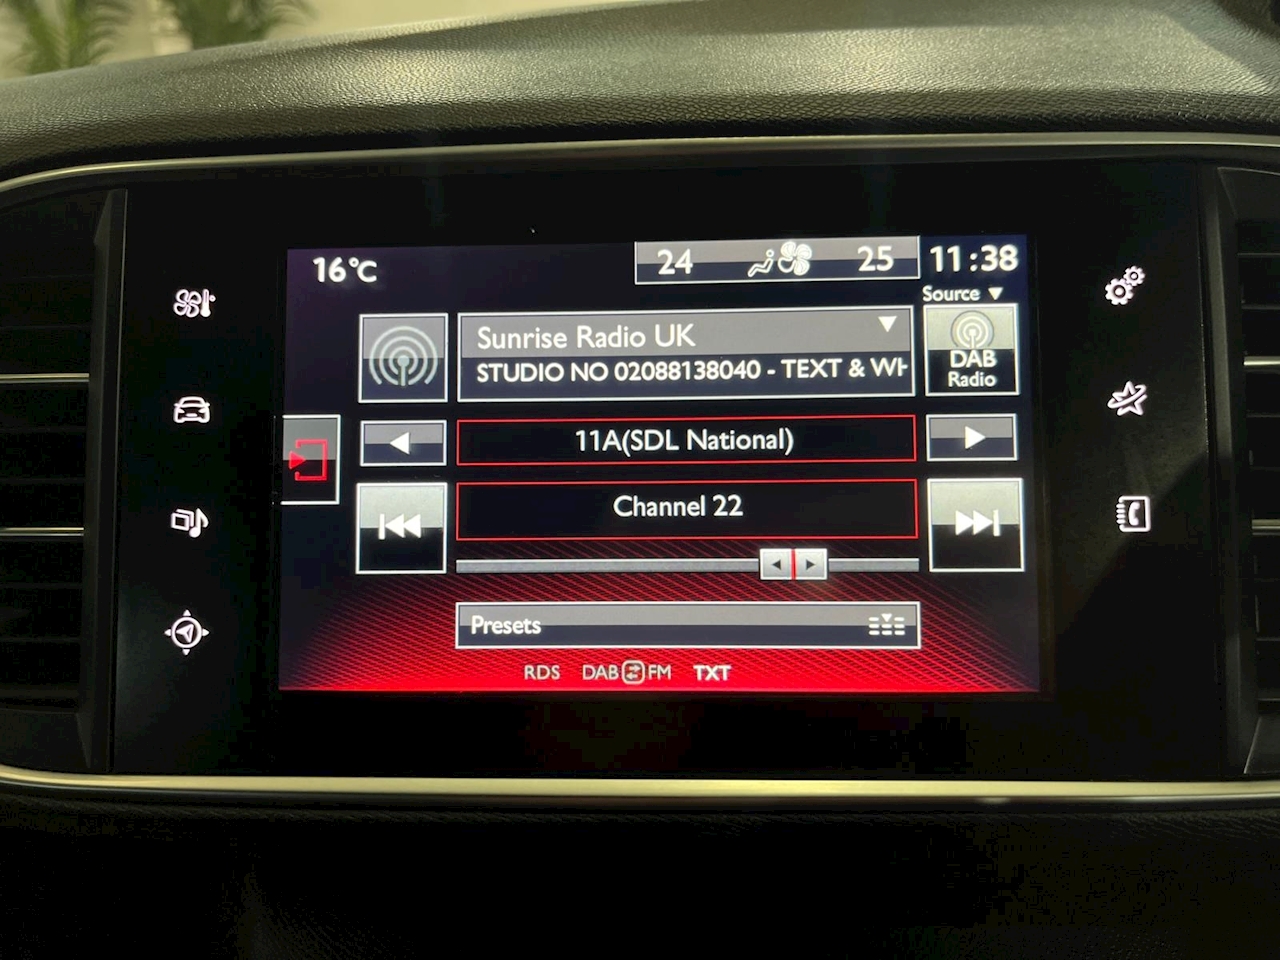 16°C
24 25 11:38
Source
Sunrise Radio UK
STUDIO NO 02088138040 - TEXT &
DAB
Radio
11A(SDL National)
Channel 22
Presets
RDS DAB FM TXT